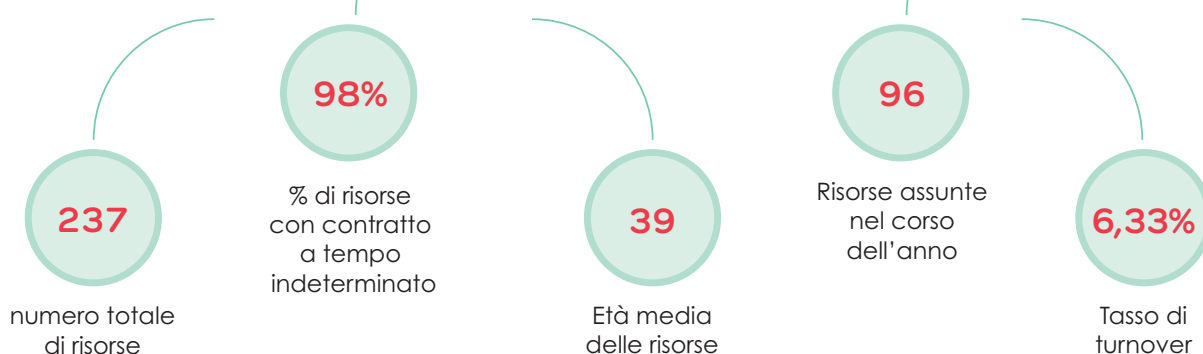 237
numero totale
di risorse
98%
% di risorse
con contratto
a tempo
indeterminato
39
Età media
delle risorse
96
Risorse assunte
nel corso
dell’anno
6,33%
Tasso di
turnover